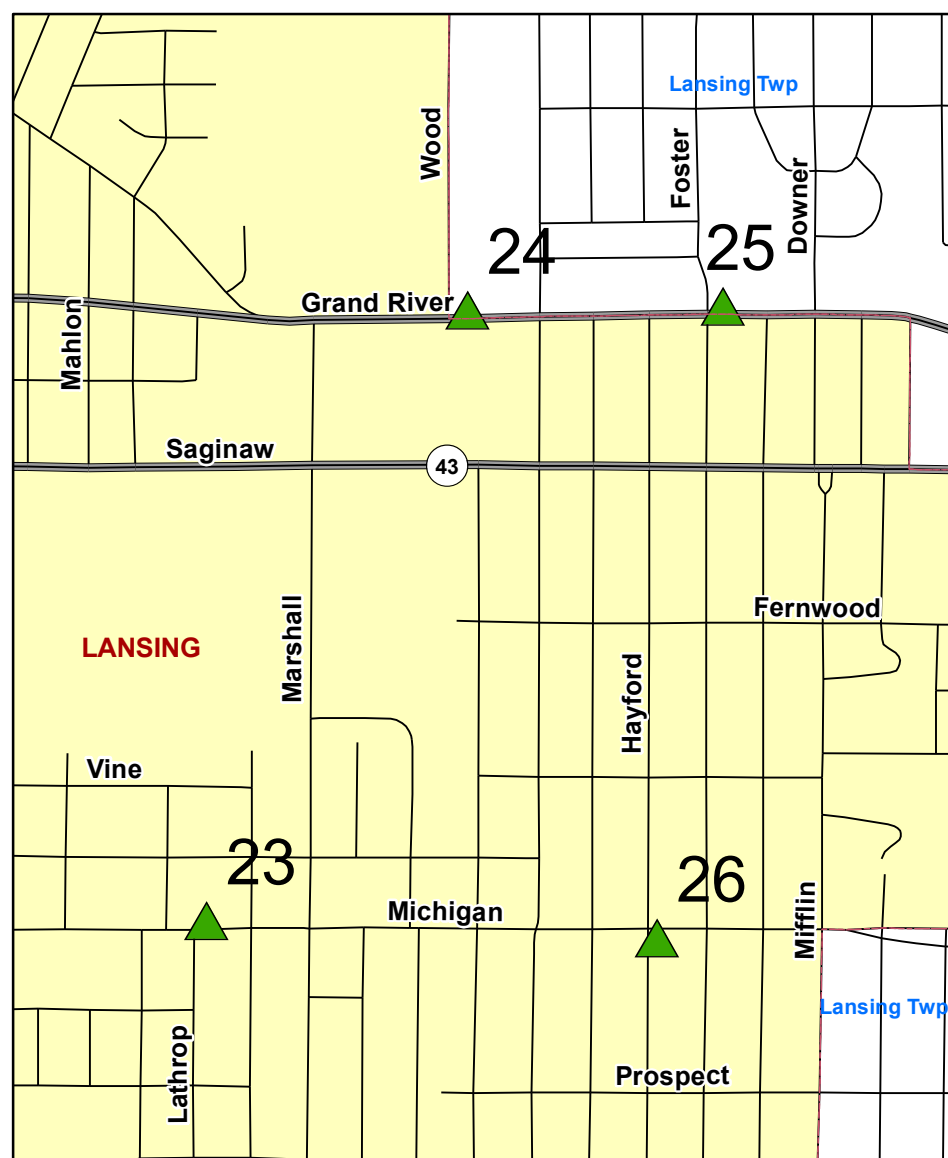 Lansing Twp
Wood
Foster
Downer
24
25
Grand River
Mahlon
Saginaw
43
Fernwood
LANSING
Marshall
Hayford
Vine
23
26
Michigan
Mifflin
Lansing Twp
Lathrop
Prospect